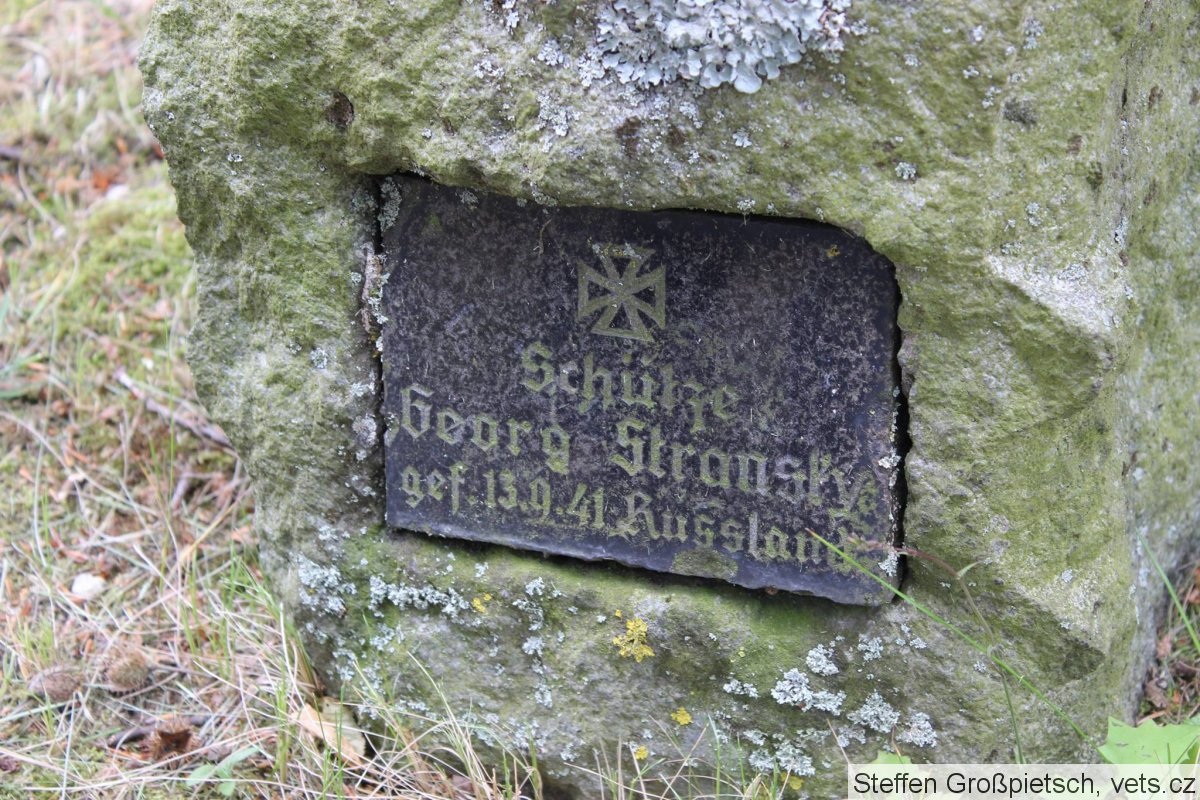 Schütze
Georg Stransky
gef. 13.9.41 Russland
Steffen Großpietsch, vets.cz